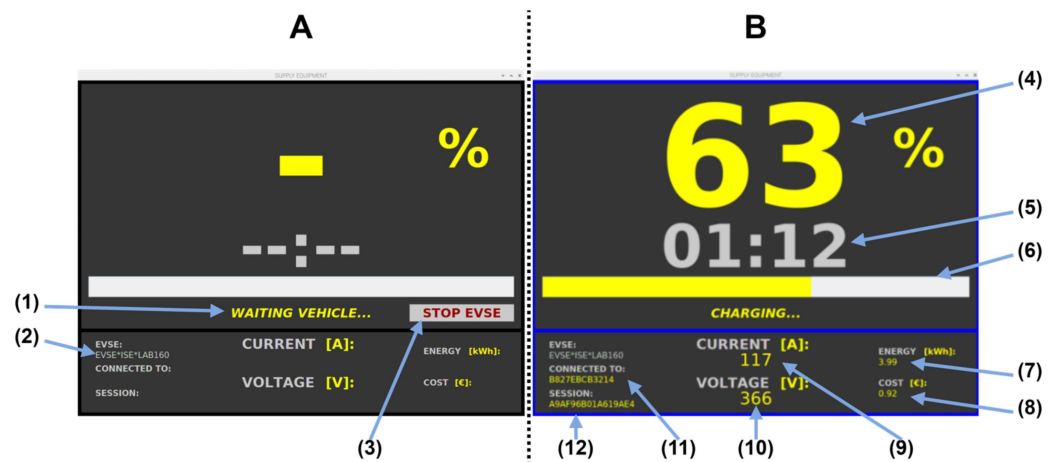 A
B
SUPPLY EQUIPMENT
%
--:--
(1)
WAITING VEHICLE...
STOP EVSE
(2)
EVSE:
EVSE*ISE*LAB160
CONNECTED TO:
SESSION:
CURRENT [A]:
VOLTAGE [V]:
ENERGY [kWh]:
COST [€]:
(3)
SUPPLY EQUIPMENT
63
%
(4)
01:12
(5)
(6)
CHARGING...
EVSE:
EVSE*ISE*LAB160
CONNECTED TO:
B827EBCB3214
SESSION:
A9AF96B01A619AE4
CURRENT [A]:
117
VOLTAGE [V]:
366
ENERGY [kWh]:
3.99
(7)
COST [€]:
0.92
(8)
(12)
(11)
(10)
(9)